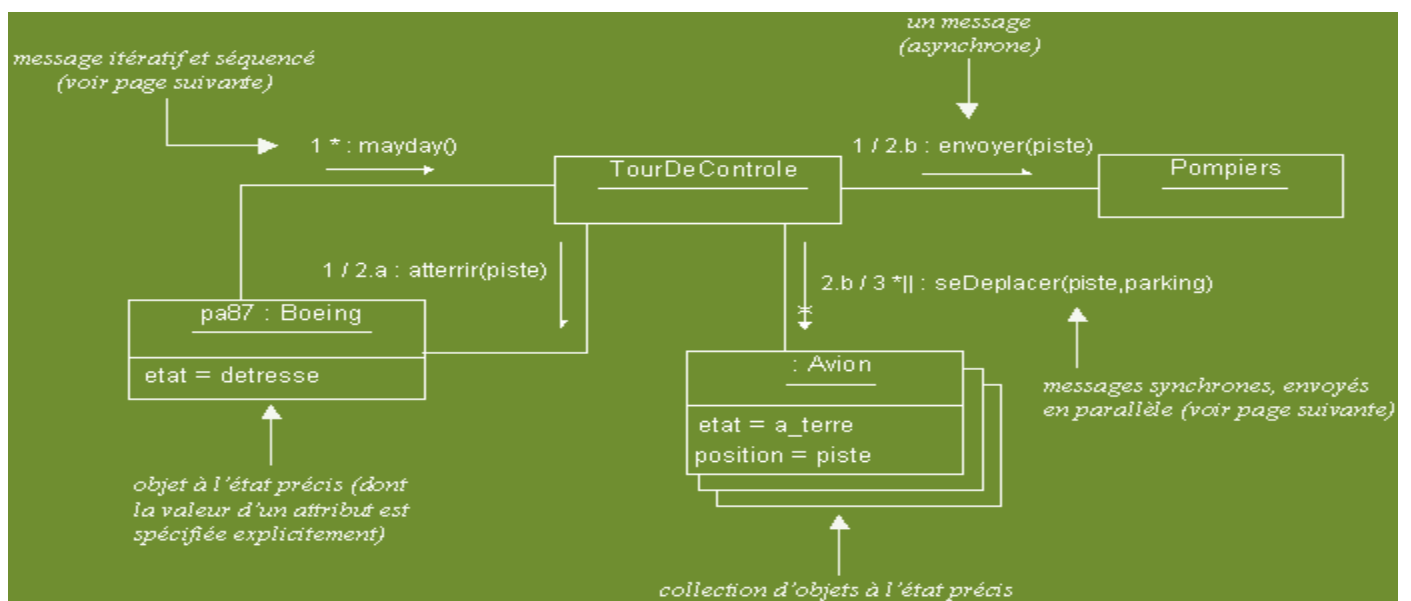 un message
(asynchrone)
message itératif et séquencé
(voir page suivante)
1 * : mayday()
1 / 2.b : envoyer(piste)
TourDeControle
Pompiers
1 / 2.a : atterrir(piste)
2.b / 3 *|| : seDeplacer(piste,parking)
pa87 : Boeing
etat = detresse
: Avion
etat = a_terre
position = piste
messages synchrones, envoyés
en parallèle (voir page suivante)
objet à l'état précis (dont
la valeur d'un attribut est
spécifiée explicitement)
collection d'objets à l'état précis